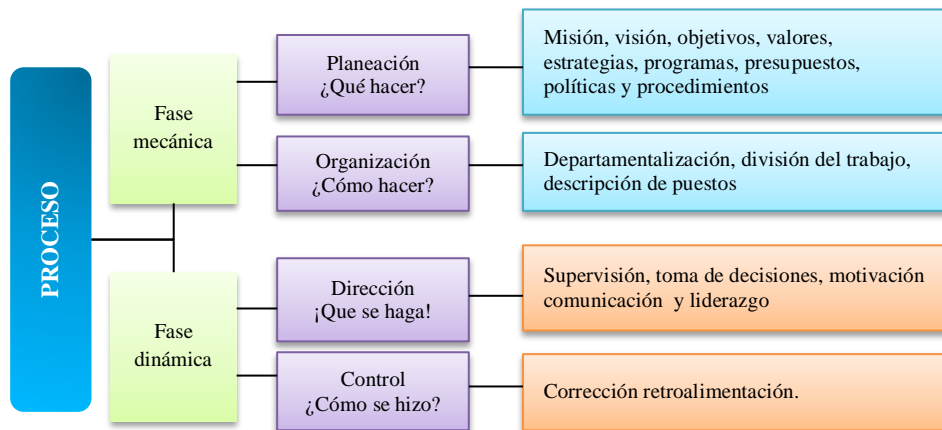 PROCESO
Fase
mecánica
Planeación
¿Qué hacer?
Misión, visión, objetivos, valores,
estrategias, programas, presupuestos,
políticas y procedimientos
Organización
¿Cómo hacer?
Departamentalización, división del trabajo,
descripción de puestos
Fase
dinámica
Dirección
¡Que se haga!
Supervisión, toma de decisiones, motivación
comunicación y liderazgo
Control
¿Cómo se hizo?
Corrección retroalimentación.